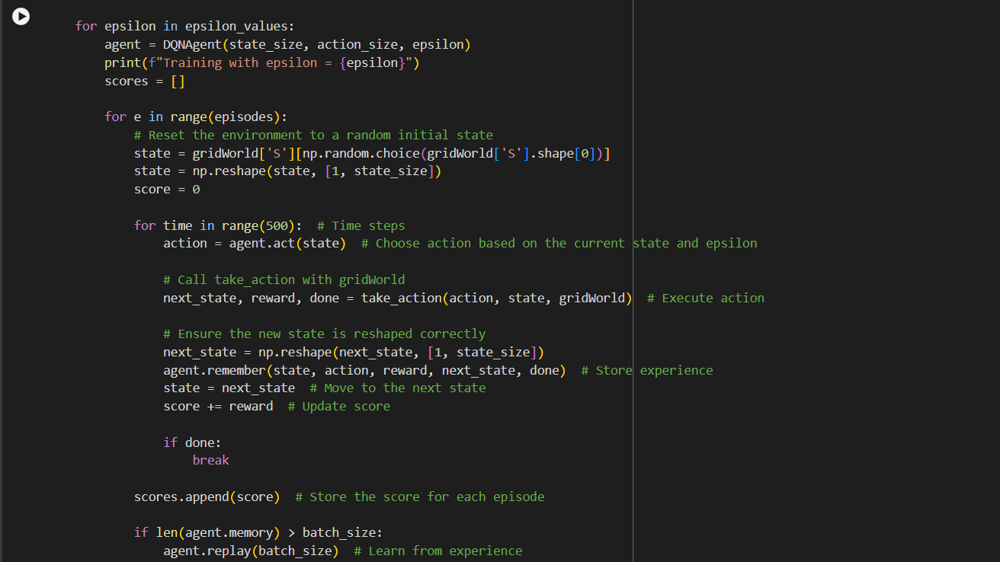 for epsilon in epsilon_values:
    agent = DQNAgent(state_size, action_size, epsilon)
    print(f"Training with epsilon = {epsilon}")
    scores = []

    for e in range(episodes):
        # Reset the environment to a random initial state
        state = gridWorld['S'][np.random.choice(gridWorld['S'].shape[0])]
        state = np.reshape(state, [1, state_size])
        score = 0

        for time in range(500):  # Time steps
            action = agent.act(state)  # Choose action based on the current state and epsilon

            # Call take_action with gridWorld
            next_state, reward, done = take_action(action, state, gridWorld)  # Execute action

            # Ensure the new state is reshaped correctly
            next_state = np.reshape(next_state, [1, state_size])
            agent.remember(state, action, reward, next_state, done)  # Store experience
            state = next_state  # Move to the next state
            score += reward  # Update score

            if done:
                break

        scores.append(score)  # Store the score for each episode

        if len(agent.memory) > batch_size:
            agent.replay(batch_size)  # Learn from experience